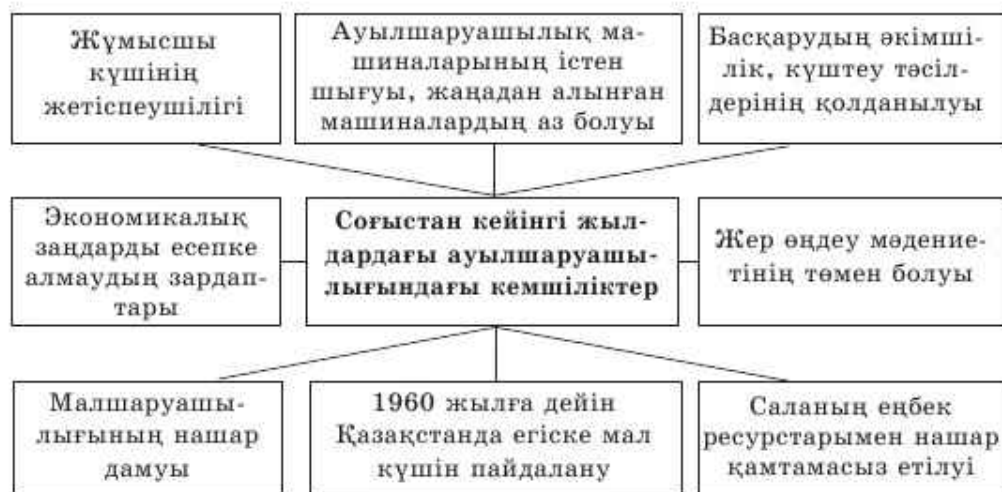 Жұмысшы
күшінің
жетіспеушілігі
Ауылшаруашылық ма-
шиналарының істен
шығуы, жаңадан алынған
машиналардың аз болуы
Басқарудың әкімші-
лік, күштеу тәсіл-
дерінің қолданылуы
Экономикалық
заңдарды есепке
алмаудың зардап-
тары
Соғыстан кейінгі жыл-
дардағы ауылшаруашы-
лығындағы кемшіліктер
Жер өңдеу мәдение-
тінің төмен болуы
Малшаруашы-
лығының нашар
дамуы
1960 жылға дейін
Қазақстанда егіске мал
күшін пайдалану
Саланың еңбек
ресурстарымен нашар
қамтамасыз етілуі